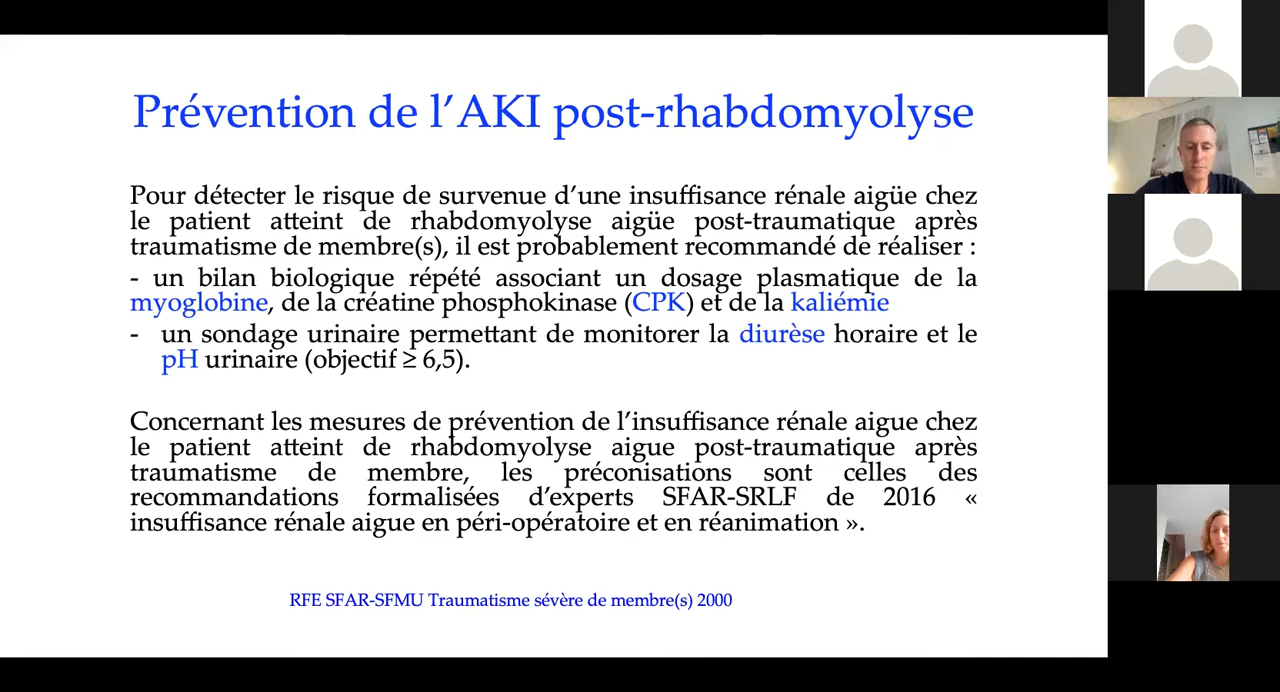 Prévention de l’AKI post-rhabdomyolyse
Pour détecter le risque de survenue d’une insuffisance rénale aigüe chez
le patient atteint de rhabdomyolyse aigüe post-traumatique après
traumatisme de membre(s), il est probablement recommandé de réaliser :
- un bilan biologique répété associant un dosage plasmatique de la
myoglobine, de la créatine phosphokinase (CPK) et de la kaliémie
- un sondage urinaire permettant de monitorer la diurèse horaire et le
pH urinaire (objectif ≥ 6,5).
Concernant les mesures de prévention de l’insuffisance rénale aigue chez
le patient atteint de rhabdomyolyse aigue post-traumatique après
traumatisme de membre, les préconisations sont celles des
recommandations formalisées d’experts SFAR-SRLF de 2016 «
insuffisance rénale aigue en péri-opératoire et en réanimation ».
RFE SFAR-SFMU Traumatisme sévère de membre(s) 2000